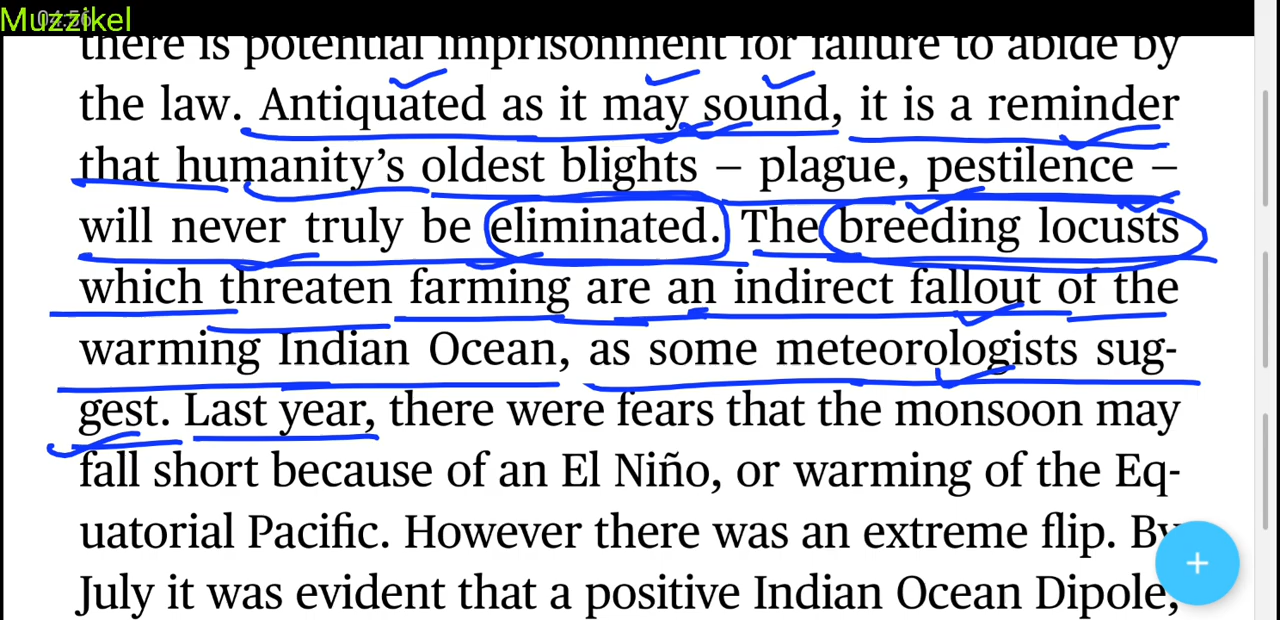 Muzzikel
04:56
there is potential imprisonment for failure to abide by
the law. Antiquated as it may sound, it is a reminder
that humanity's oldest blights – plague, pestilence –
will never truly be eliminated. The breeding locusts
which threaten farming are an indirect fallout of the
warming Indian Ocean, as some meteorologists sug-
gest. Last year, there were fears that the monsoon may
fall short because of an El Niño, or warming of the Eq-
uatorial Pacific. However there was an extreme flip. By
July it was evident that a positive Indian Ocean Dipole,